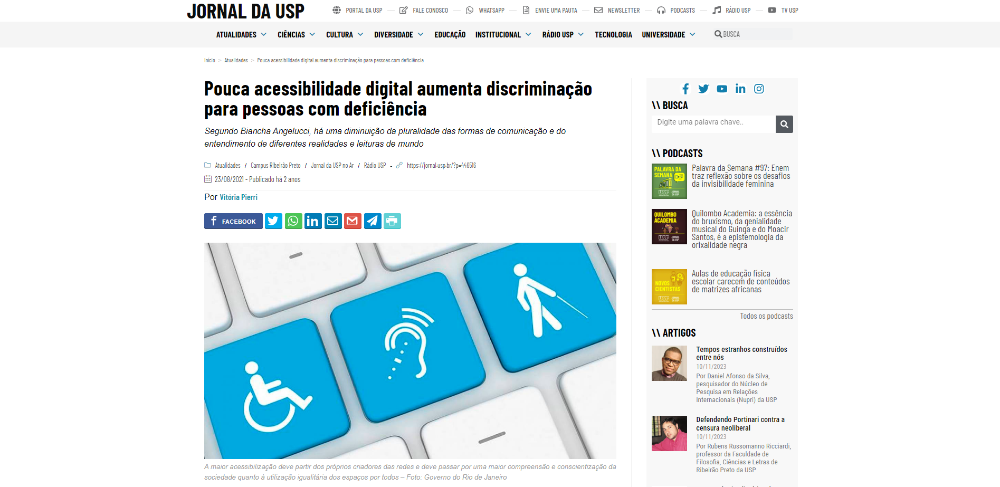 JORNAL DA USP
PORTAL DA USP
FALE CONOSCO
WHATSAPP
ENVIE UMA PAUTA
NEWSLETTER
PODCASTS
RÁDIO USP
TV USP
ATUALIDADES
CIÊNCIAS
CULTURA
DIVERSIDADE
EDUCAÇÃO
INSTITUCIONAL
RÁDIO USP
TECNOLOGIA
UNIVERSIDADE
BUSCA
Início > Atualidades > Pouca acessibilidade digital aumenta discriminação para pessoas com deficiência
Pouca acessibilidade digital aumenta discriminação
para pessoas com deficiência
Segundo Biancha Angelucci, há uma diminuição da pluralidade das formas de comunicação e do
entendimento de diferentes realidades e leituras de mundo
Atualidades / Campus Ribeirão Preto / Jornal da USP no Ar / Rádio USP - https://jornal.usp.br/?p=446516
23/08/2021 - Publicado há 2 anos
Por Vitória Pierri
FACEBOOK
A maior acessibilização deve partir dos próprios criadores das redes e deve passar por uma maior compreensão e conscientização da
sociedade quanto à utilização igualitária dos espaços por todos – Foto: Governo do Rio de Janeiro
\\ BUSCA
Digite uma palavra chave..
\\ PODCASTS
PALAVRA DA
SEMANA
Palavra da Semana #97: Enem
traz reflexão sobre os desafios
da invisibilidade feminina
QUILOMBO
ACADEMIA
Quilombo Academia: a essência
do bruxismo, da genialidade
musical do Guinga e do Moacir
Santos, é a epistemologia da
orixalidade negra
NOVOS
CIENTISTAS
Aulas de educação física
escolar carecem de conteúdos
de matrizes africanas
Todos os podcasts
\\ ARTIGOS
Tempos estranhos construídos
entre nós
10/11/2023
Por Daniel Afonso da Silva,
pesquisador do Núcleo de
Pesquisa em Relações
Internacionais (Nupri) da USP
Defendendo Portinari contra a
censura neoliberal
10/11/2023
Por Rubens Russomanno Ricciardi,
professor da Faculdade de
Filosofia, Ciências e Letras de
Ribeirão Preto da USP